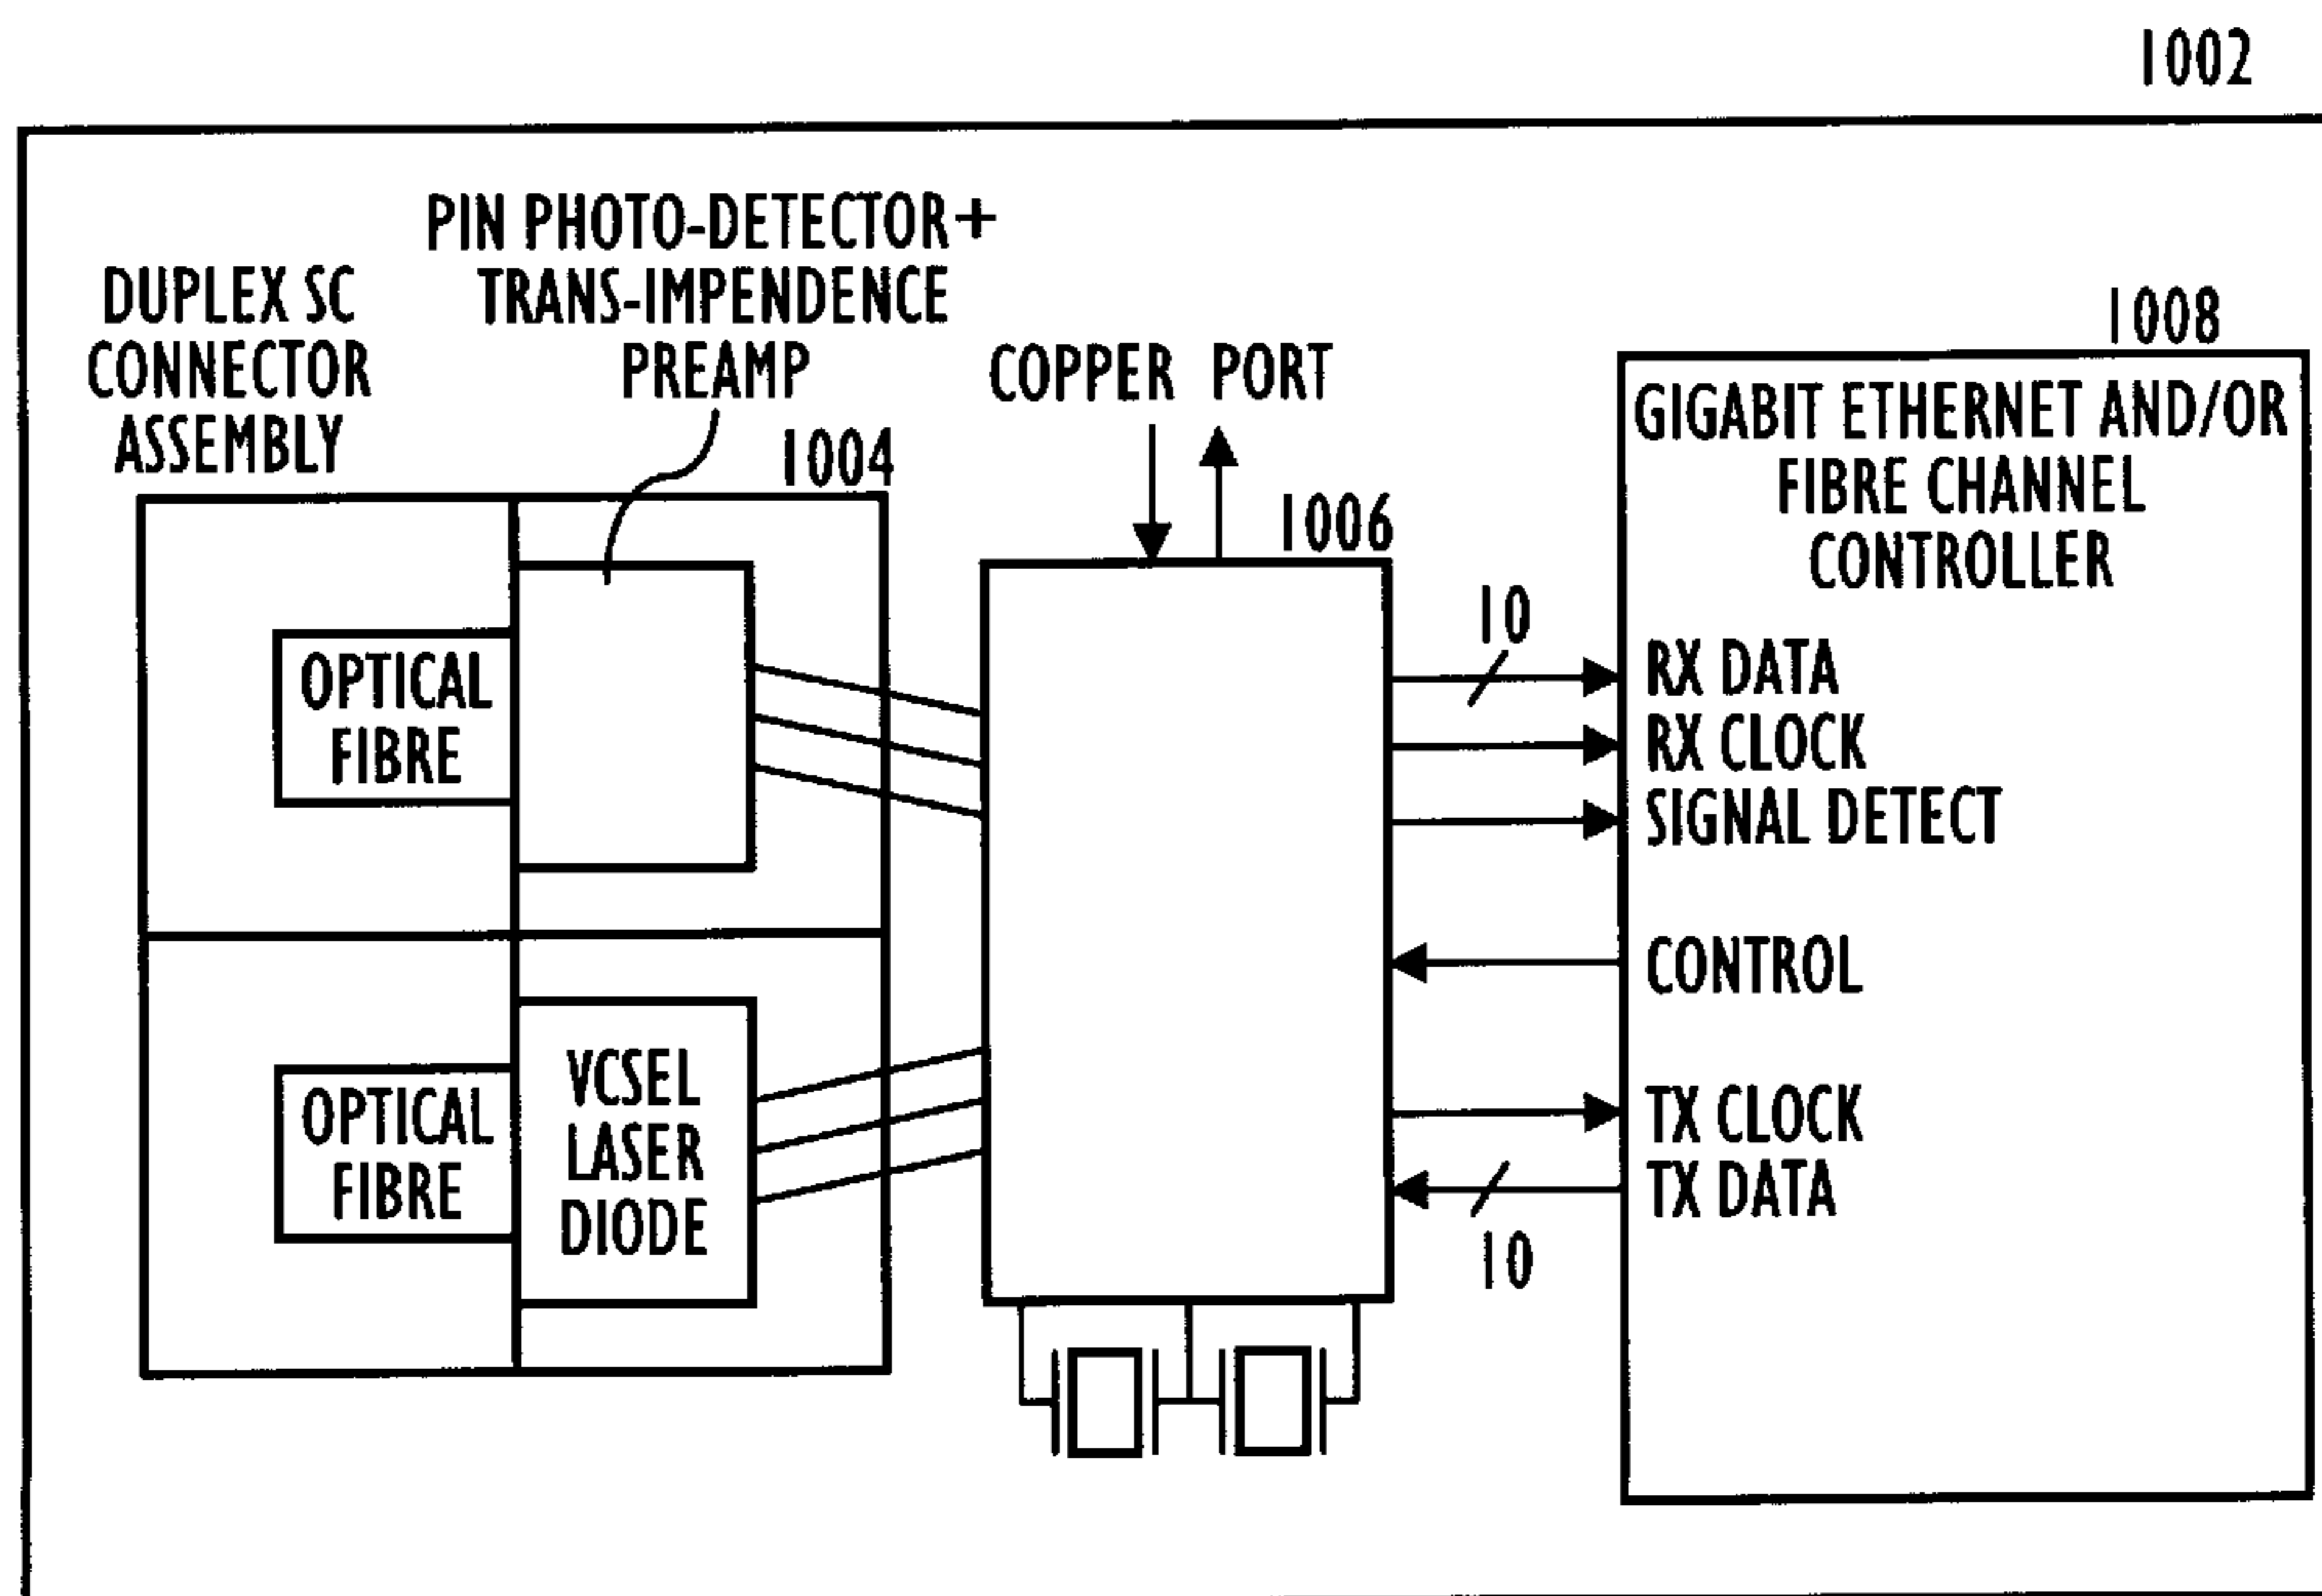 1002
DUPLEX SC
CONNECTOR
ASSEMBLY
PIN PHOTO-DETECTOR+
TRANS-IMPENDENCE
PREAMP
1004
COPPER PORT
1006
1008
GIGABIT ETHERNET AND/OR
FIBRE CHANNEL
CONTROLLER
OPTICAL
FIBRE
10
RX DATA
RX CLOCK
SIGNAL DETECT
CONTROL
OPTICAL
FIBRE
VCSEL
LASER
DIODE
TX CLOCK
TX DATA
10